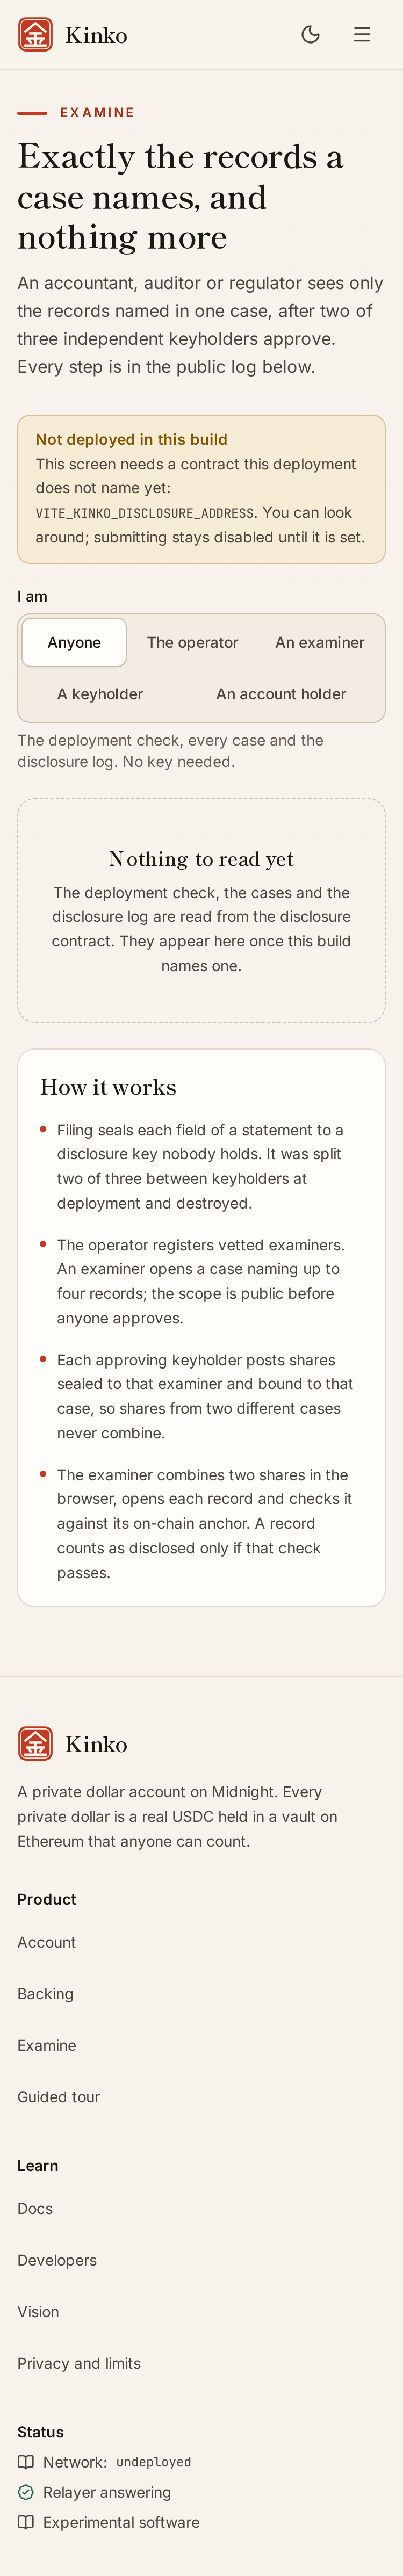 金 Kinko
EXAMINE
Exactly the records a
case names, and
nothing more
An accountant, auditor or regulator sees only
the records named in one case, after two of
three independent keyholders approve.
Every step is in the public log below.
Not deployed in this build
This screen needs a contract this deployment
does not name yet:
VITE_KINKO_DISCLOSURE_ADDRESS. You can look
around; submitting stays disabled until it is set.
I am
Anyone The operator An examiner
A keyholder An account holder
The deployment check, every case and the
disclosure log. No key needed.
Nothing to read yet
The deployment check, the cases and the
disclosure log are read from the disclosure
contract. They appear here once this build
names one.
How it works
Filing seals each field of a statement to a
disclosure key nobody holds. It was split
two of three between keyholders at
deployment and destroyed.
The operator registers vetted examiners.
An examiner opens a case naming up to
four records; the scope is public before
anyone approves.
Each approving keyholder posts shares
sealed to that examiner and bound to that
case, so shares from two different cases
never combine.
The examiner combines two shares in the
browser, opens each record and checks it
against its on-chain anchor. A record
counts as disclosed only if that check
passes.
金 Kinko
A private dollar account on Midnight. Every
private dollar is a real USDC held in a vault on
Ethereum that anyone can count.
Product
Account
Backing
Examine
Guided tour
Learn
Docs
Developers
Vision
Privacy and limits
Status
Network: undeployed
Relayer answering
Experimental software